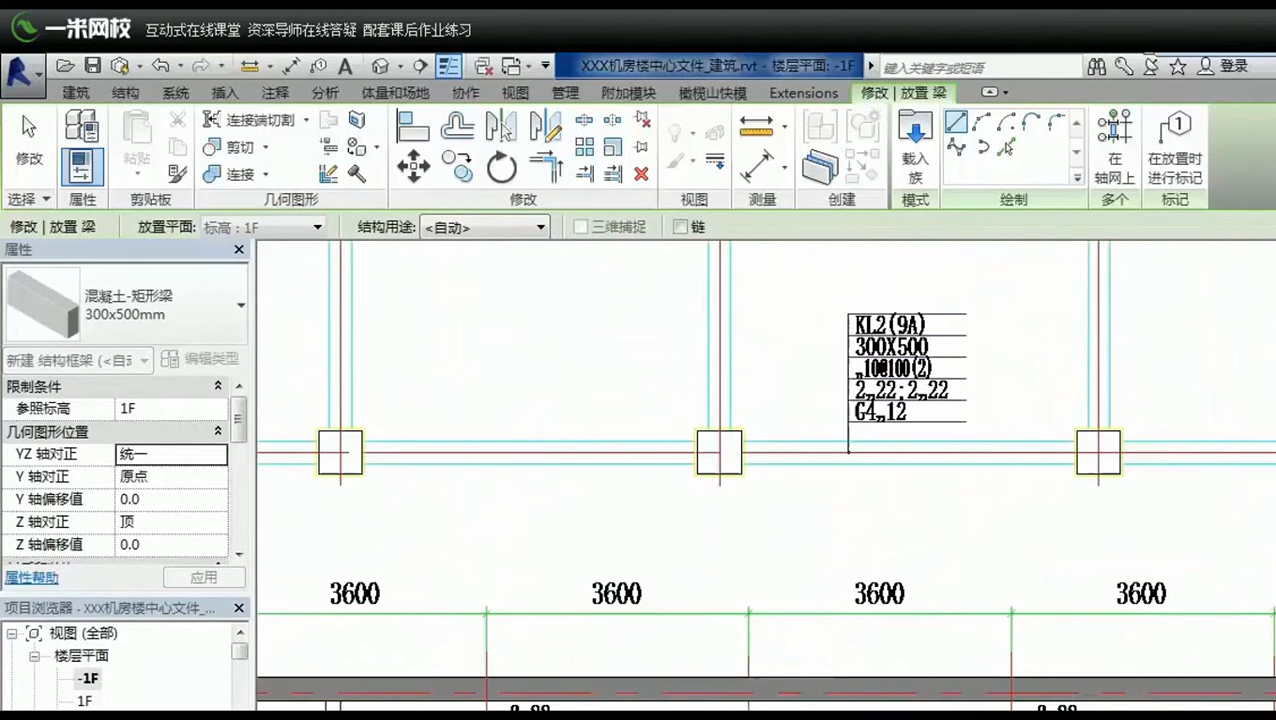 一米网校 互动式在线课堂 资深导师在线答疑 配套课后作业练习
XXX机房楼中心文件_建筑.rvt - 楼层平面: -1F
键入关键字或短语
登录
建筑 结构 系统 插入 注释 分析 体量和场地 协作 视图 管理 附加模块 橄榄山快模 Extensions 修改 | 放置 梁
修改
粘贴
连接端切割
剪切
连接
载入
族
在
轴网上
在放置时
进行标记
1
选择 属性 剪贴板 几何图形 修改 视图 测量 创建 模式 绘制 多个 标记
修改 | 放置 梁 放置平面: 标高: 1F 结构用途: <自动> 三维捕捉 链
属性
混凝土-矩形梁
300x500mm
新建 结构框架 (<自动 编辑类型
限制条件
参照标高 1F
几何图形位置
YZ 轴对正 统一
Y 轴对正 原点
Y 轴偏移值 0.0
Z 轴对正 顶
Z 轴偏移值 0.0
属性帮助 应用
项目浏览器 - XXX机房楼中心文件_...
视图 (全部)
楼层平面
-1F
1F
KL2(9A)
300X500
„10@100(2)
2„22;2„22
G4„12
3600 3600 3600 3600